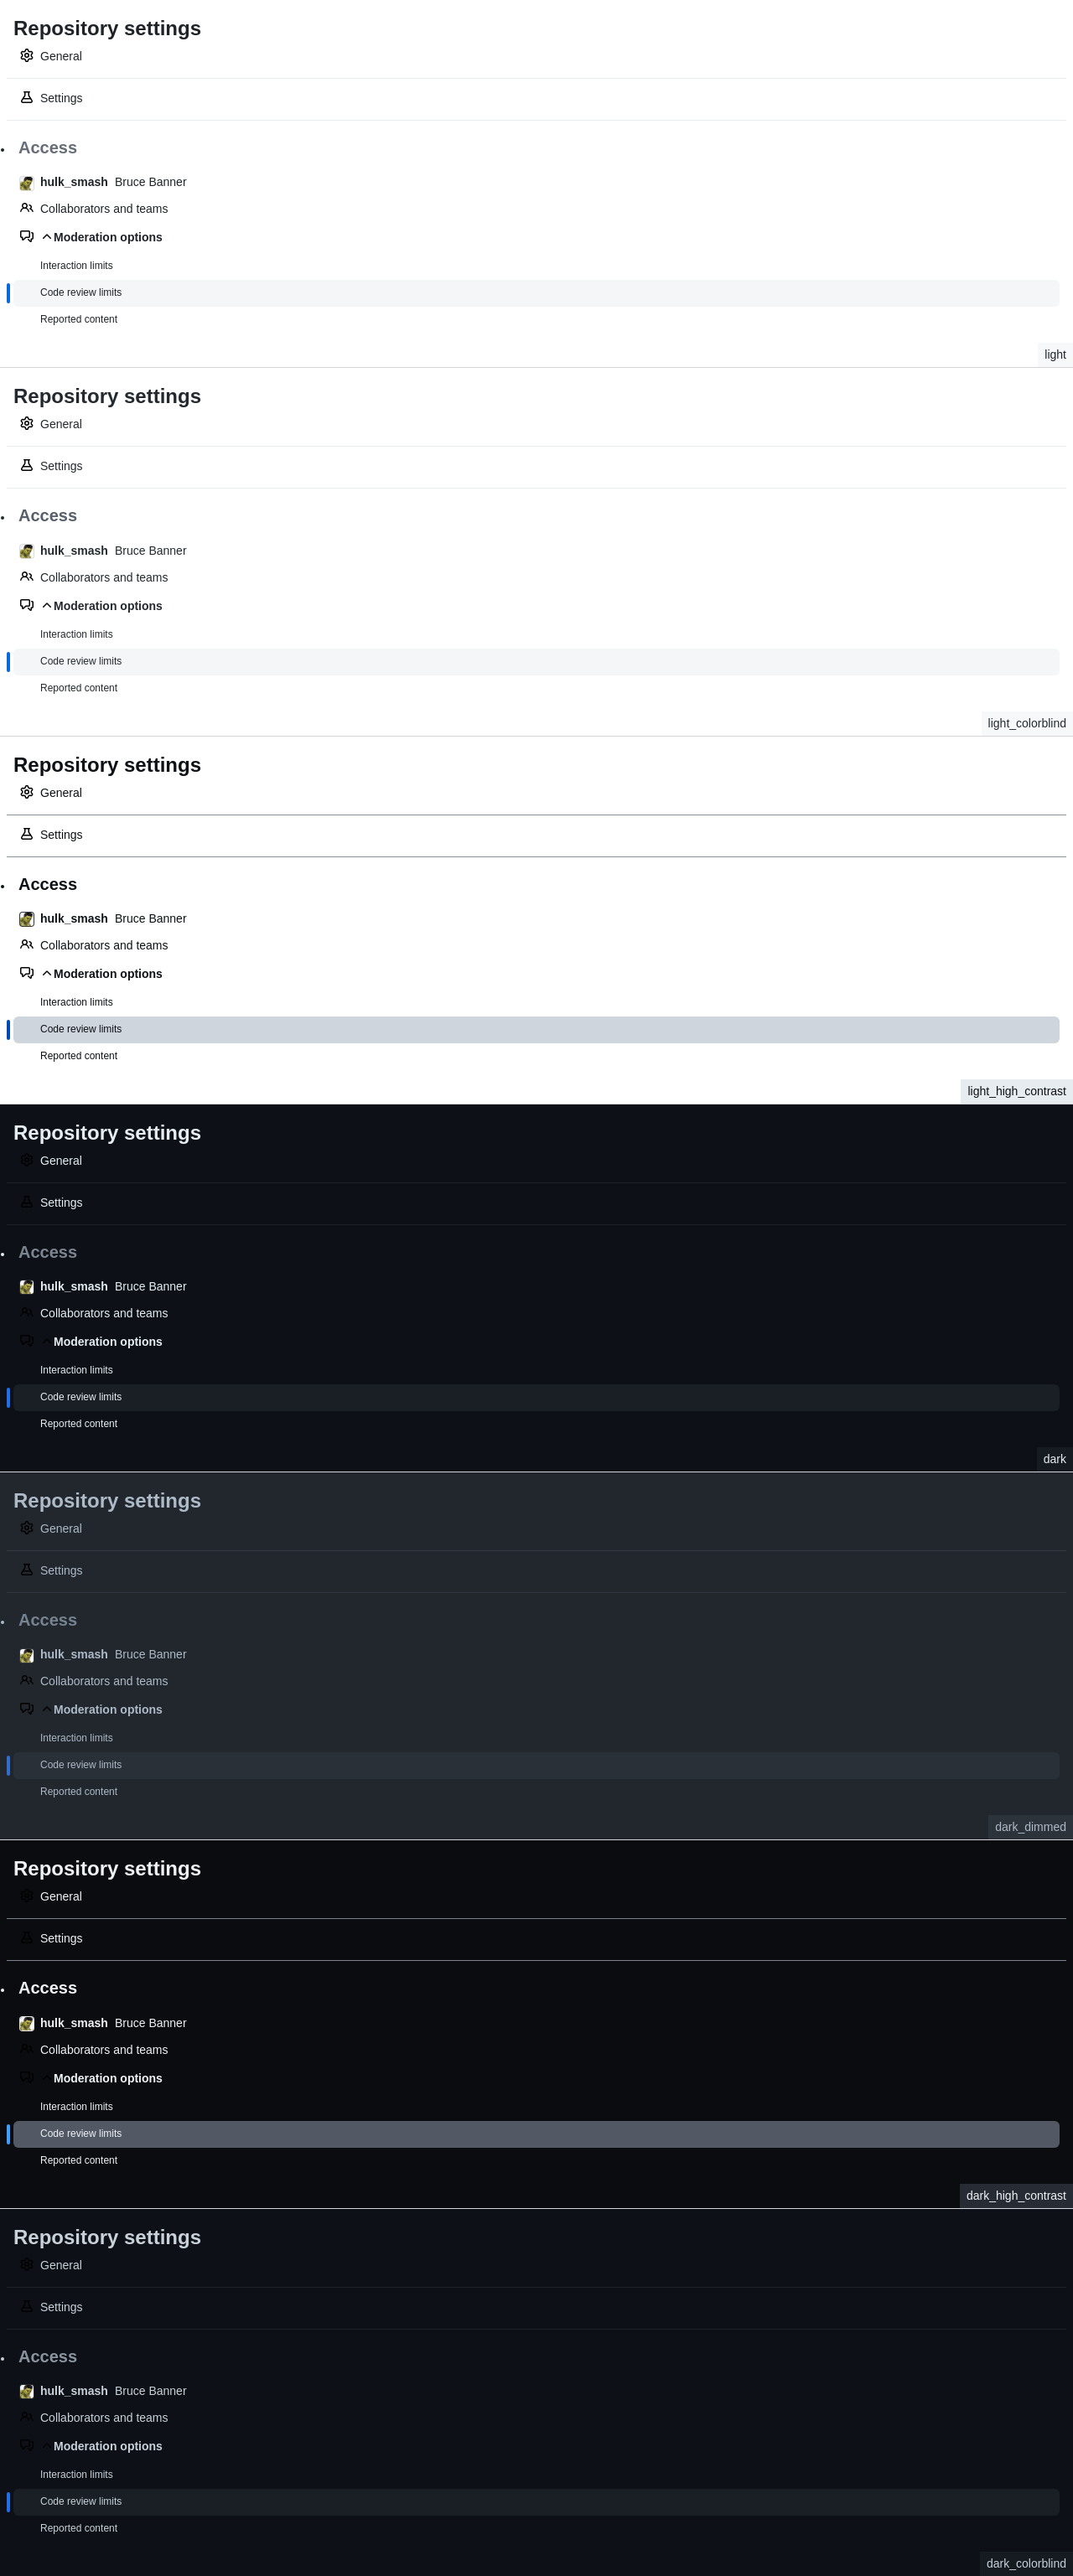 Repository settings
General
Settings
Access
hulk_smash Bruce Banner
Collaborators and teams
Moderation options
Interaction limits
Code review limits
Reported content
light
Repository settings
General
Settings
Access
hulk_smash Bruce Banner
Collaborators and teams
Moderation options
Interaction limits
Code review limits
Reported content
light_colorblind
Repository settings
General
Settings
Access
hulk_smash Bruce Banner
Collaborators and teams
Moderation options
Interaction limits
Code review limits
Reported content
light_high_contrast
Repository settings
General
Settings
Access
hulk_smash Bruce Banner
Collaborators and teams
Moderation options
Interaction limits
Code review limits
Reported content
dark
Repository settings
General
Settings
Access
hulk_smash Bruce Banner
Collaborators and teams
Moderation options
Interaction limits
Code review limits
Reported content
dark_dimmed
Repository settings
General
Settings
Access
hulk_smash Bruce Banner
Collaborators and teams
Moderation options
Interaction limits
Code review limits
Reported content
dark_high_contrast
Repository settings
General
Settings
Access
hulk_smash Bruce Banner
Collaborators and teams
Moderation options
Interaction limits
Code review limits
Reported content
dark_colorblind